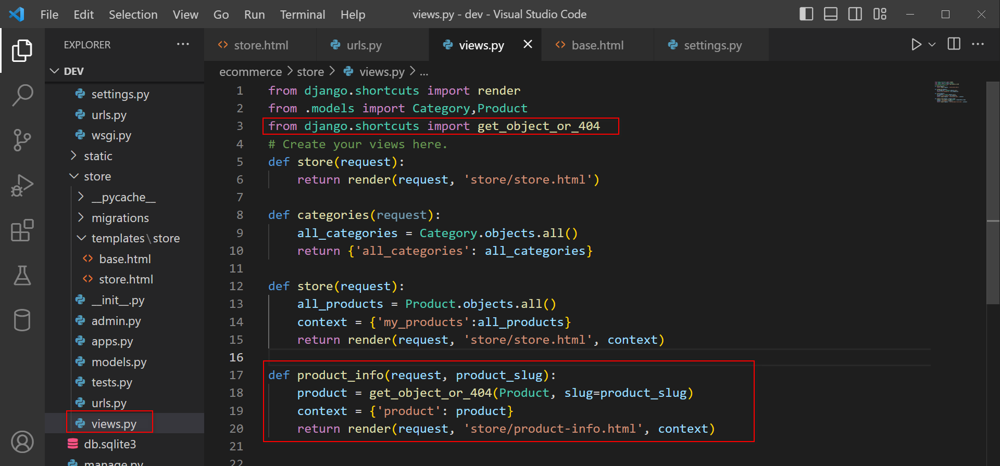 File Edit Selection View Go Run Terminal Help views.py - dev - Visual Studio Code
EXPLORER ···
store.html urls.py views.py base.html settings.py ···
DEV
ecommerce > store > views.py > ...
settings.py
urls.py
wsgi.py
static
store
__pycache__
migrations
templates\store
base.html
store.html
__init__.py
admin.py
apps.py
models.py
tests.py
urls.py
views.py
db.sqlite3
manage.py
1 from django.shortcuts import render
2 from .models import Category,Product
3 from django.shortcuts import get_object_or_404
4 # Create your views here.
5 def store(request):
6     return render(request, 'store/store.html')
7
8 def categories(request):
9     all_categories = Category.objects.all()
10     return {'all_categories': all_categories}
11
12 def store(request):
13     all_products = Product.objects.all()
14     context = {'my_products':all_products}
15     return render(request, 'store/store.html', context)
16
17 def product_info(request, product_slug):
18     product = get_object_or_404(Product, slug=product_slug)
19     context = {'product': product}
20     return render(request, 'store/product-info.html', context)
21
22